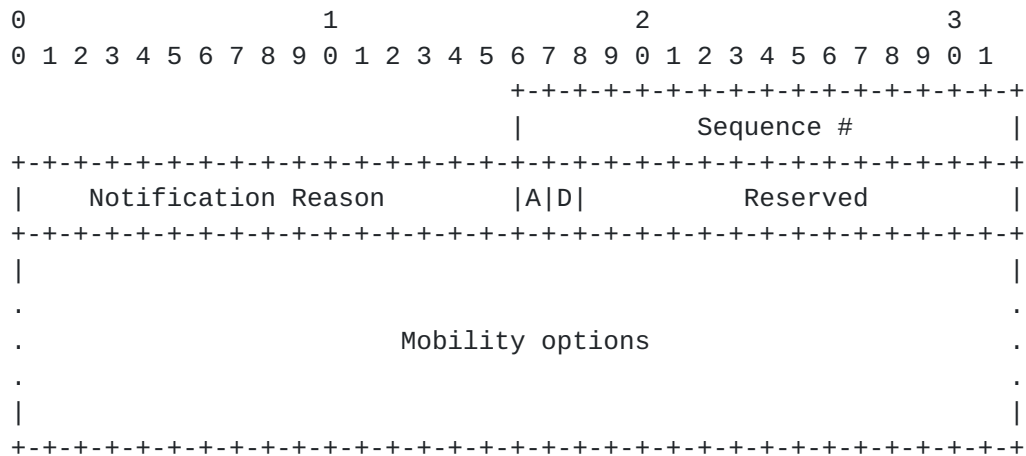 0                   1                   2                   3
0 1 2 3 4 5 6 7 8 9 0 1 2 3 4 5 6 7 8 9 0 1 2 3 4 5 6 7 8 9 0 1
                                +-+-+-+-+-+-+-+-+-+-+-+-+-+-+-+-+
                                |           Sequence #          |
+-+-+-+-+-+-+-+-+-+-+-+-+-+-+-+-+-+-+-+-+-+-+-+-+-+-+-+-+-+-+-+-+
|    Notification Reason        |A|D|          Reserved         |
+-+-+-+-+-+-+-+-+-+-+-+-+-+-+-+-+-+-+-+-+-+-+-+-+-+-+-+-+-+-+-+-+
|                                                               |
.                                                               .
.                        Mobility options                       .
.                                                               .
|                                                               |
+-+-+-+-+-+-+-+-+-+-+-+-+-+-+-+-+-+-+-+-+-+-+-+-+-+-+-+-+-+-+-+-+